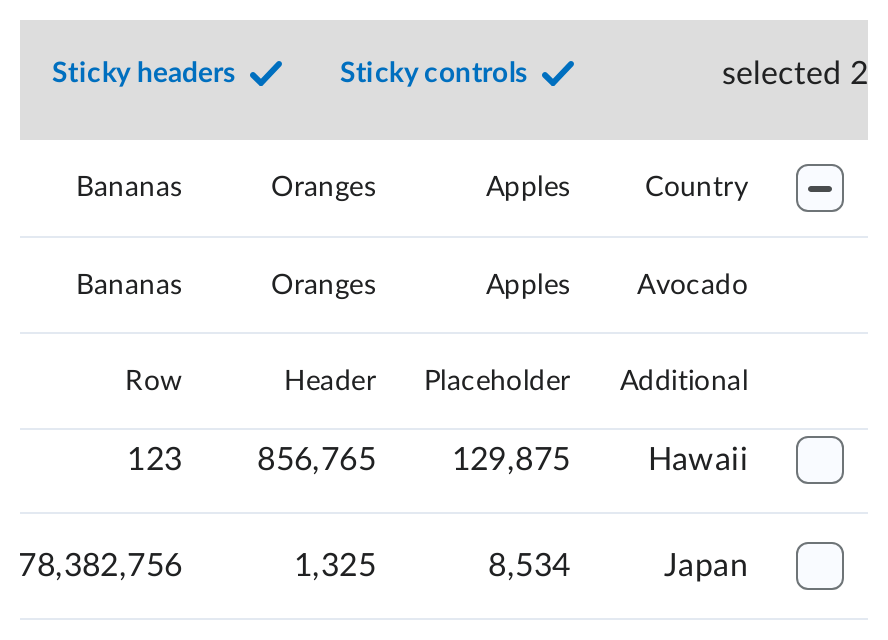 Sticky headers Sticky controls selected 2
Bananas Oranges Apples Country
Bananas Oranges Apples Avocado
Row Header Placeholder Additional
123 856,765 129,875 Hawaii
78,382,756 1,325 8,534 Japan